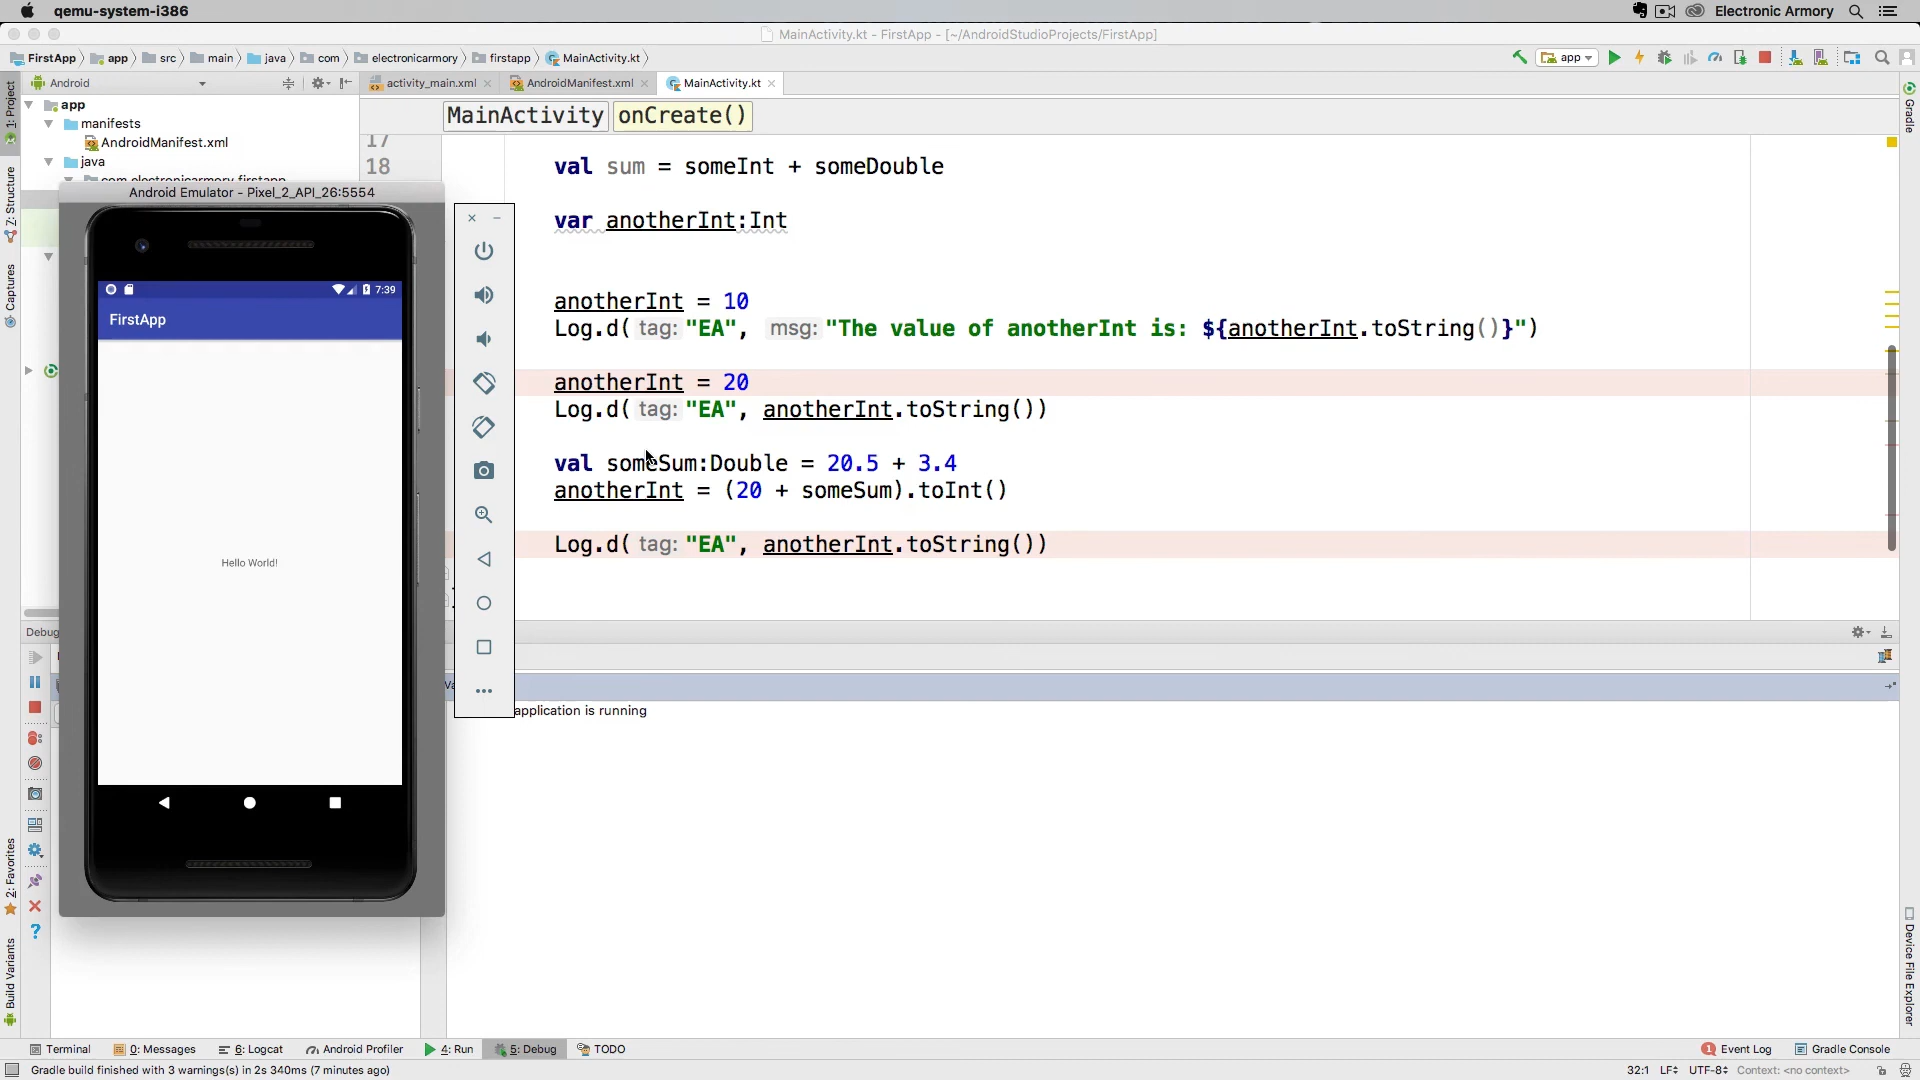 qemu-system-i386
Electronic Armory
MainActivity.kt - FirstApp - [~/AndroidStudioProjects/FirstApp]
FirstApp app src main java com electronicarmory firstapp MainActivity.kt
app
Android
activity_main.xml AndroidManifest.xml MainActivity.kt
1: Project
Z: Structure
Captures
2: Favorites
Build Variants
Gradle
Device File Explorer
app
manifests
AndroidManifest.xml
java
com.electronicarmory.firstapp
MainActivity onCreate()
17
18
val sum = someInt + someDouble
var anotherInt:Int
anotherInt = 10
Log.d( tag: "EA", msg: "The value of anotherInt is: ${anotherInt.toString()}")
anotherInt = 20
Log.d( tag: "EA", anotherInt.toString())
val someSum:Double = 20.5 + 3.4
anotherInt = (20 + someSum).toInt()
Log.d( tag: "EA", anotherInt.toString())
Android Emulator - Pixel_2_API_26:5554
7:39
FirstApp
Hello World!
Debug
application is running
Terminal 0: Messages 6: Logcat Android Profiler 4: Run 5: Debug TODO
1 Event Log Gradle Console
Gradle build finished with 3 warnings(s) in 2s 340ms (7 minutes ago)
32:1 LF÷ UTF-8÷ Context: <no context>